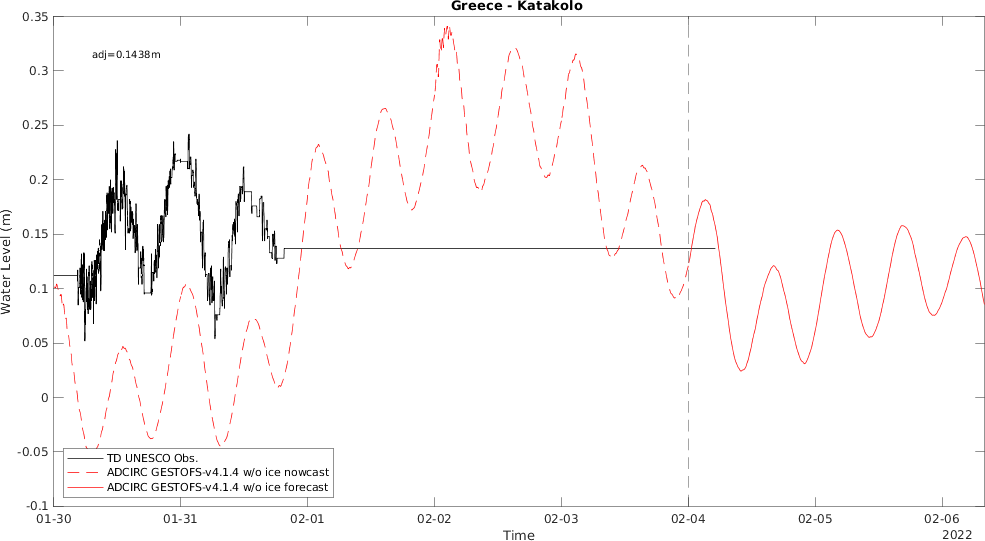 Greece - Katakolo
0.35
adj=0.1438m
0.3
0.25
0.2
0.15
0.1
0.05
0
-0.05
-0.1
Water Level (m)
TD UNESCO Obs.
ADCIRC GESTOFS-v4.1.4 w/o ice nowcast
ADCIRC GESTOFS-v4.1.4 w/o ice forecast
01-30 01-31 02-01 02-02 02-03 02-04 02-05 02-06
Time
2022